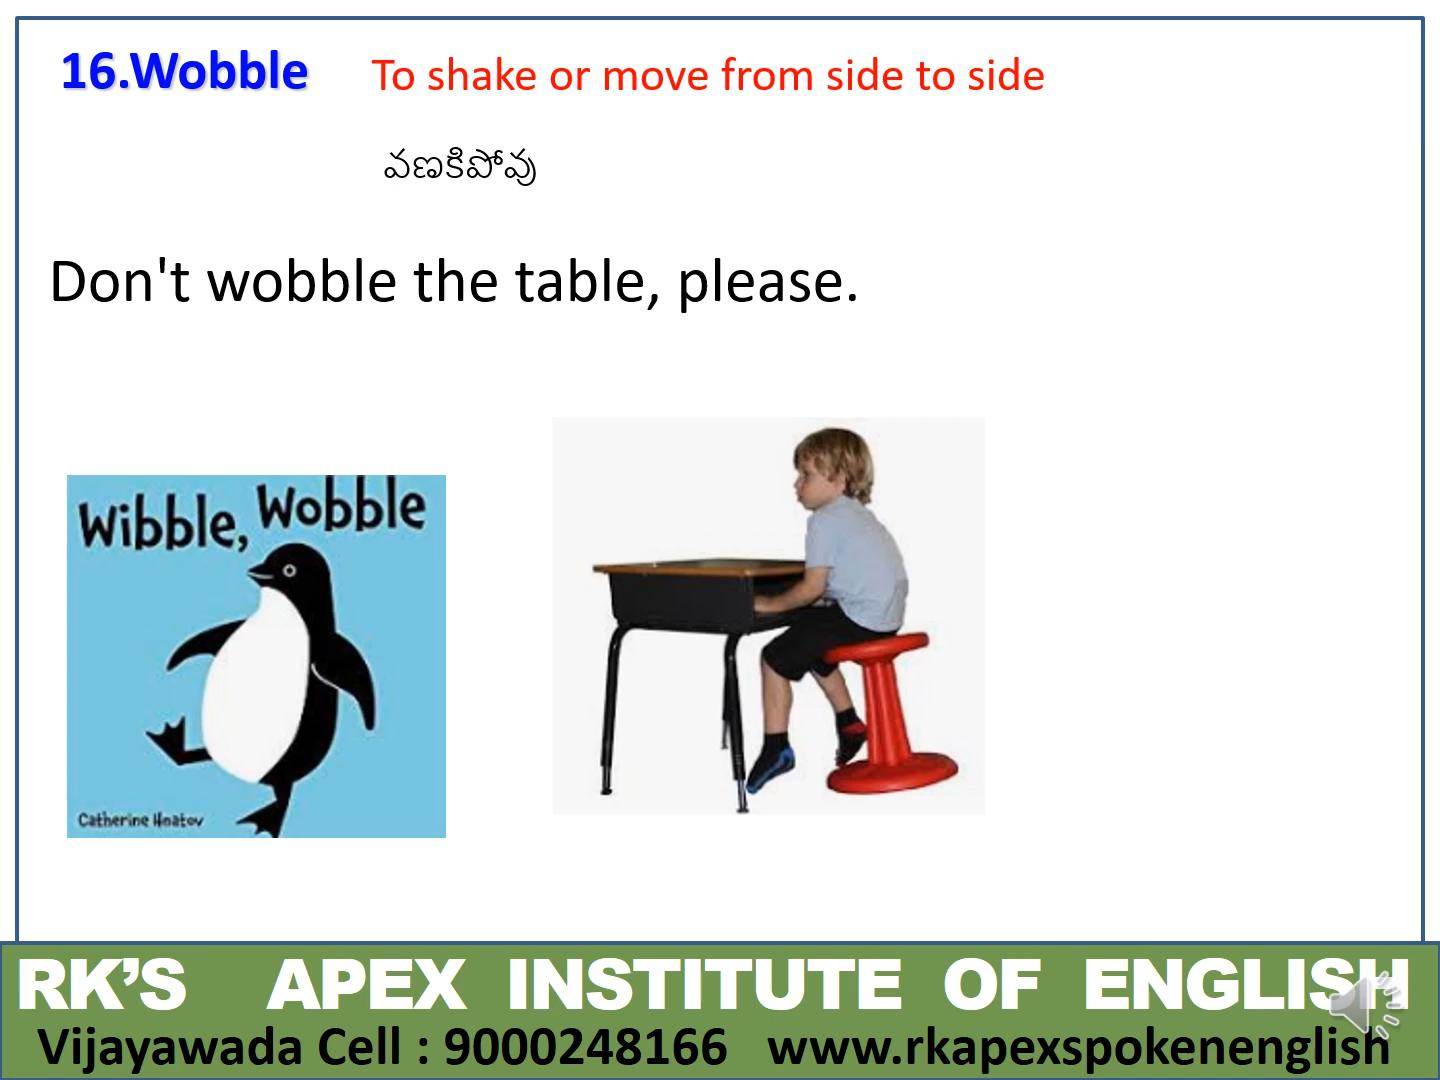 16.Wobble To shake or move from side to side
వణికిపోవు
Don't wobble the table, please.
Wibble, Wobble
Catherine Hnatov
RK’S APEX INSTITUTE OF ENGLISH
Vijayawada Cell : 9000248166 www.rkapexspokenenglish